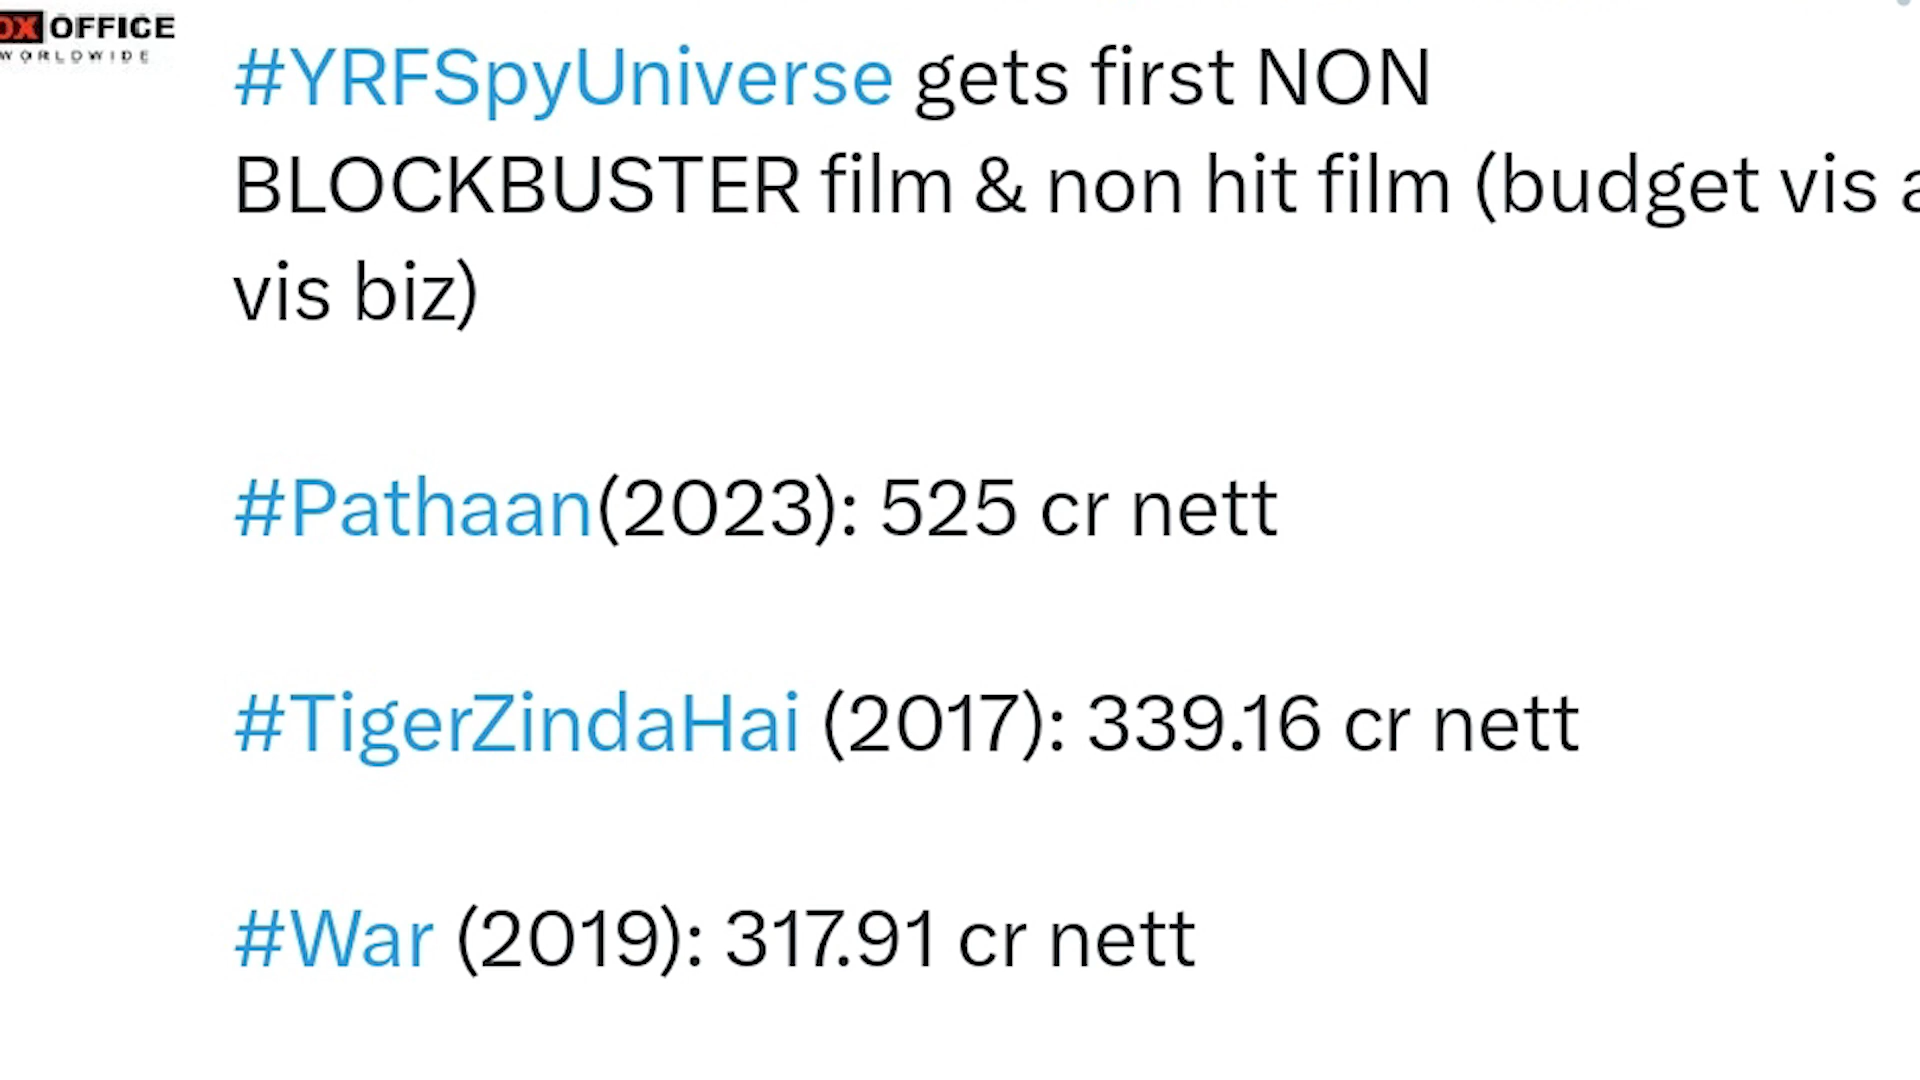 OX OFFICE
WORLDWIDE
#YRFSpyUniverse gets first NON
BLOCKBUSTER film & non hit film (budget vis a
vis biz)
#Pathaan(2023): 525 cr nett
#TigerZindaHai (2017): 339.16 cr nett
#War (2019): 317.91 cr nett